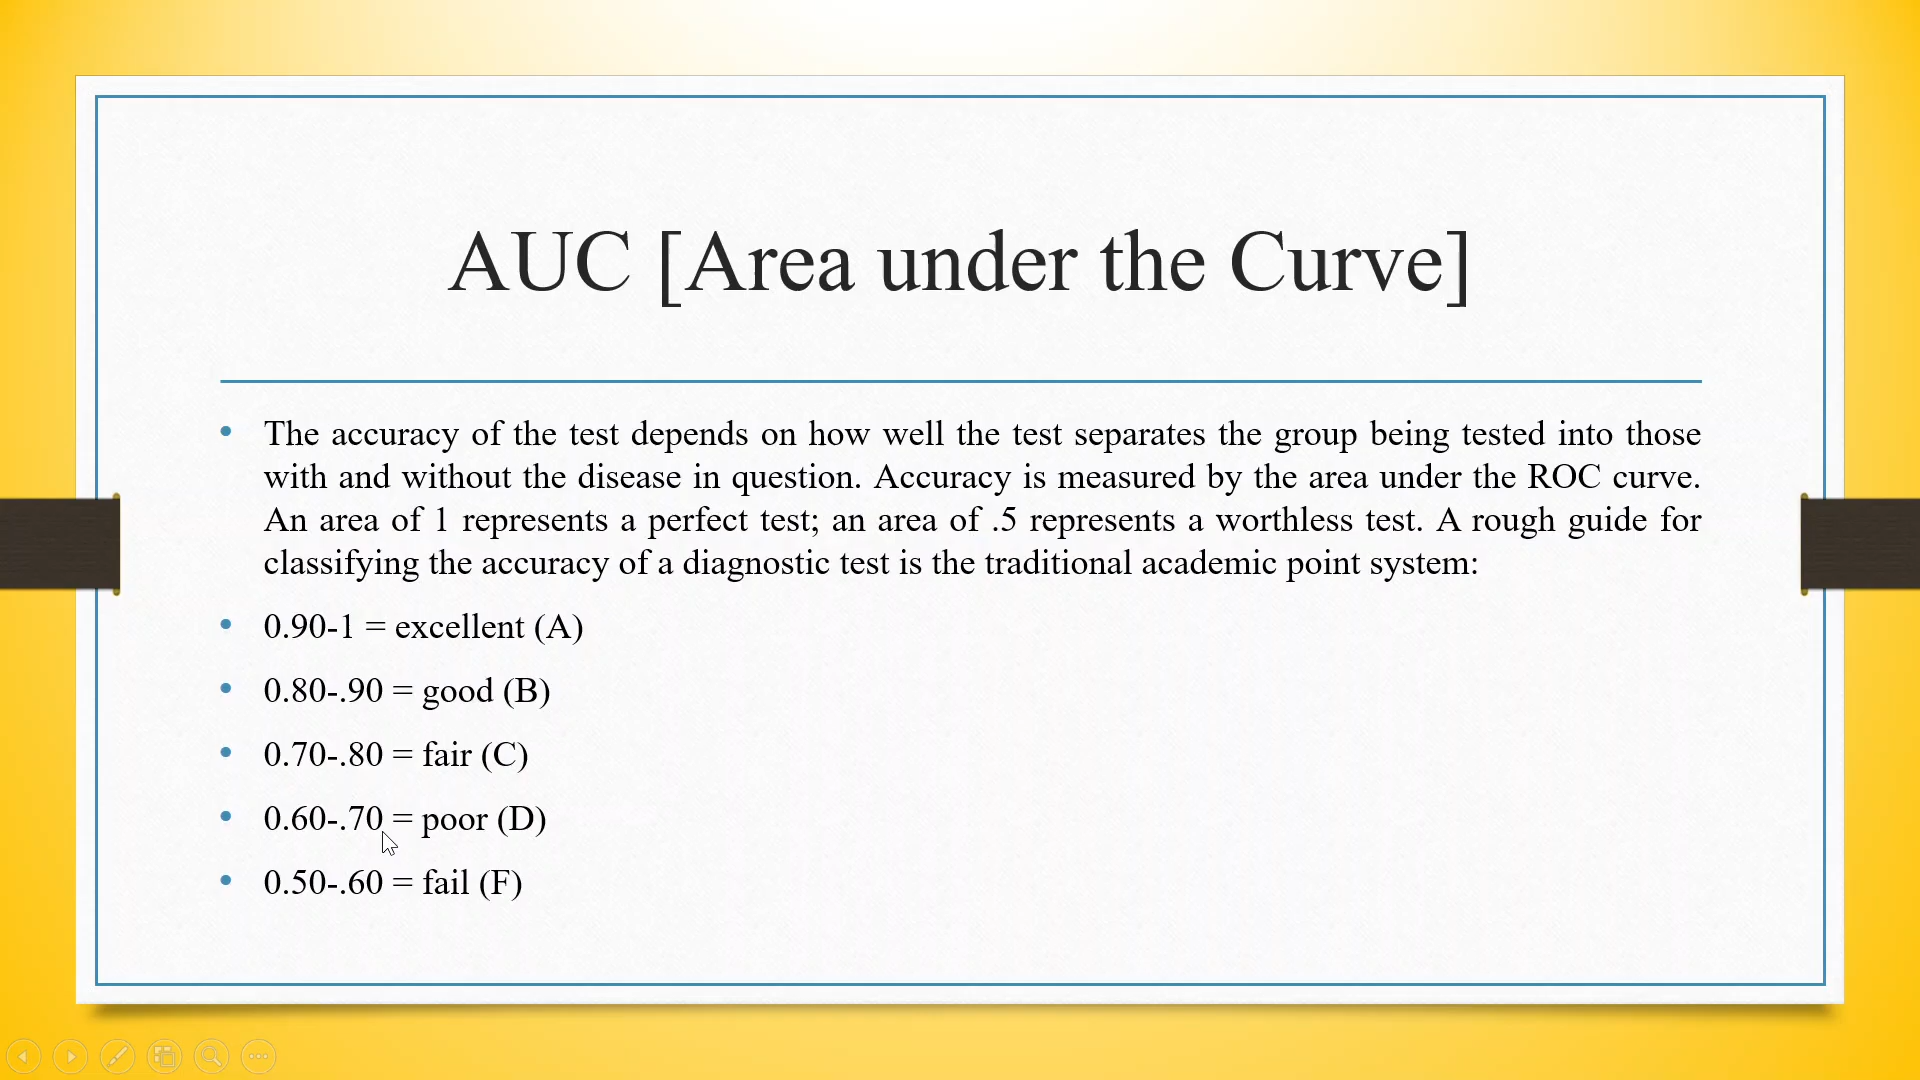 AUC [Area under the Curve]
• The accuracy of the test depends on how well the test separates the group being tested into those
with and without the disease in question. Accuracy is measured by the area under the ROC curve.
An area of 1 represents a perfect test; an area of .5 represents a worthless test. A rough guide for
classifying the accuracy of a diagnostic test is the traditional academic point system:
• 0.90-1 = excellent (A)
• 0.80-.90 = good (B)
• 0.70-.80 = fair (C)
• 0.60-.70 = poor (D)
• 0.50-.60 = fail (F)